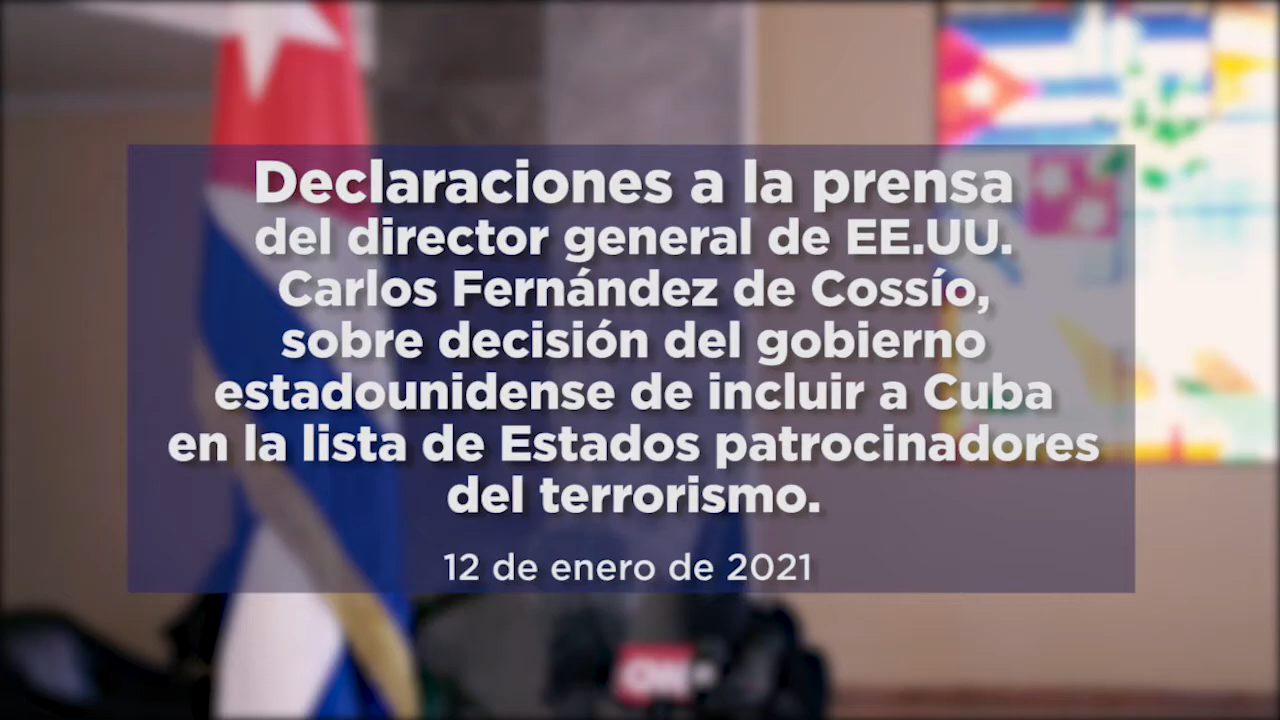 Declaraciones a la prensa
del director general de EE.UU.
Carlos Fernández de Cossío,
sobre decisión del gobierno
estadounidense de incluir a Cuba
en la lista de Estados patrocinadores
del terrorismo.
12 de enero de 2021